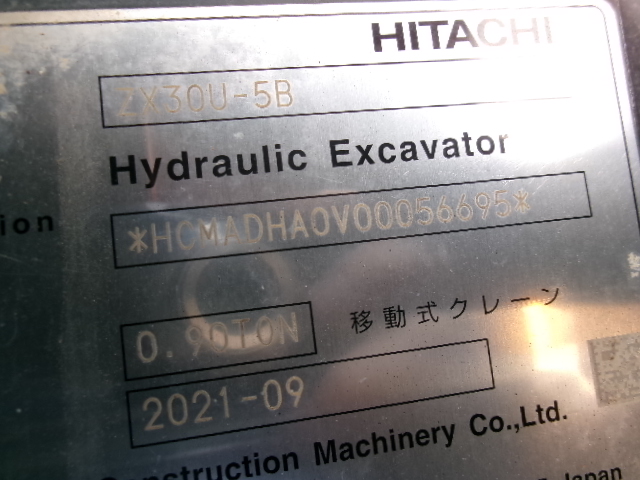 HITACHI
ZX30U-5B
Hydraulic Excavator
*HCMADHA0V00056695*
0.90TON 移動式クレーン
2021-09
Construction Machinery Co.,Ltd.
Japan